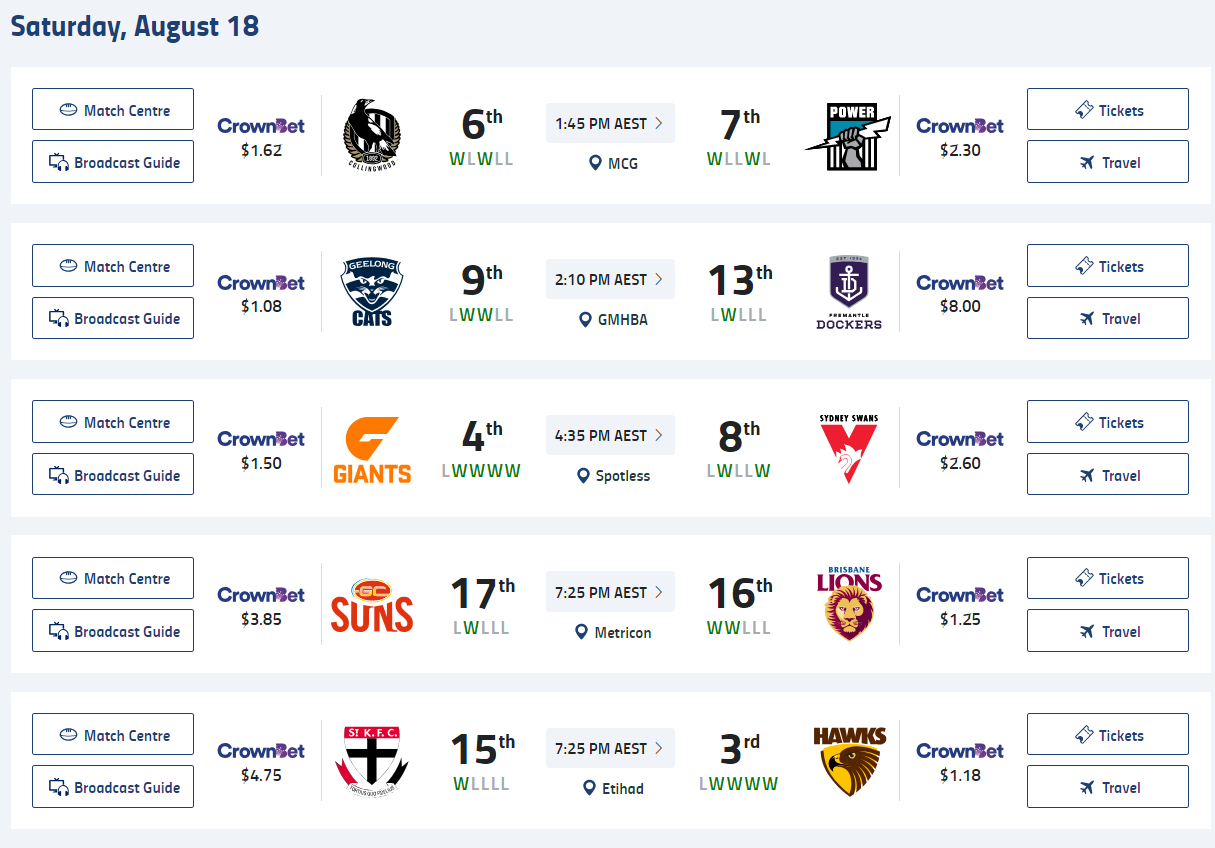 Saturday, August 18
Match Centre
Broadcast Guide
CrownBet
$1.62
1892
COLLINGWOOD
6th
WLWLL
1:45 PM AEST
MCG
7th
WLLWL
POWER
CrownBet
$2.30
Tickets
Travel
Match Centre
Broadcast Guide
CrownBet
$1.08
GEELONG
CATS
9th
LWWLL
2:10 PM AEST
GMHBA
13th
LWLLL
EST 1994
FREMANTLE
DOCKERS
CrownBet
$8.00
Tickets
Travel
Match Centre
Broadcast Guide
CrownBet
$1.50
GIANTS
4th
LWWWW
4:35 PM AEST
Spotless
8th
LWLLW
SYDNEY SWANS
CrownBet
$2.60
Tickets
Travel
Match Centre
Broadcast Guide
CrownBet
$3.85
GC
SUNS
17th
LWLLL
7:25 PM AEST
Metricon
16th
WWLLL
BRISBANE
LIONS
CrownBet
$1.25
Tickets
Travel
Match Centre
Broadcast Guide
CrownBet
$4.75
ST K.F.C.
FORTIUS QUO FIDELIUS
15th
WLLLL
7:25 PM AEST
Etihad
3rd
LWWWW
HAWKS
CrownBet
$1.18
Tickets
Travel